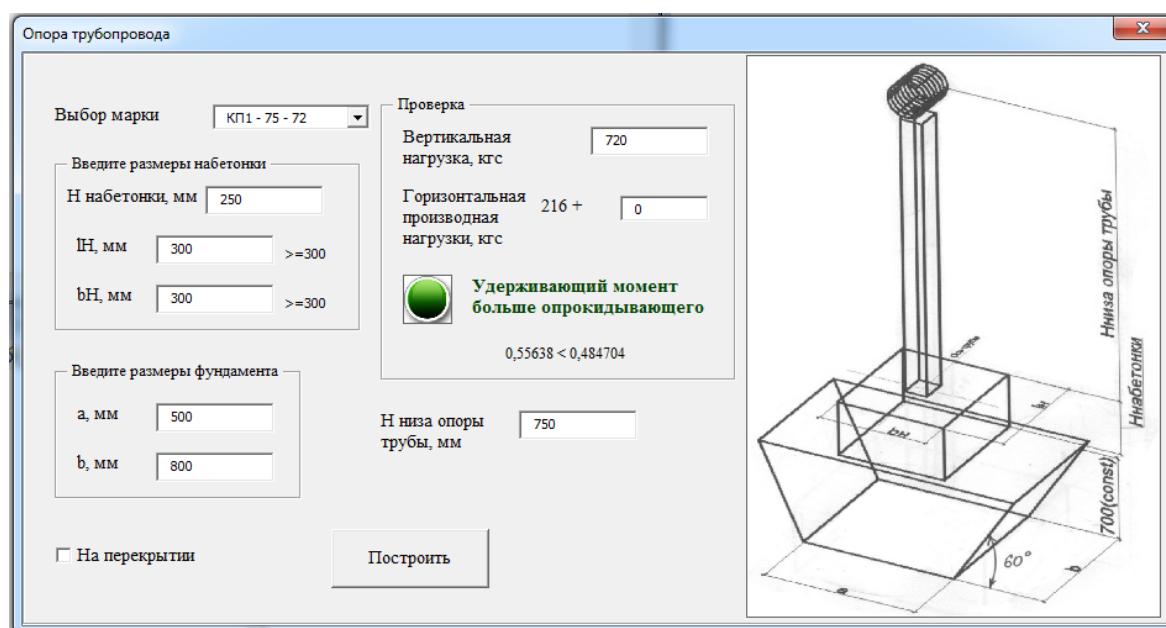 Опора трубопровода
x
Выбор марки
КП1 - 75 - 72
Введите размеры набетонки
Н набетонки, мм
250
lH, мм
300
>=300
bH, мм
300
>=300
Введите размеры фундамента
a, мм
500
b, мм
800
На перекрытии
Построить
Проверка
Вертикальная
нагрузка, кгс
720
Горизонтальная
производная
нагрузки, кгс
216 +
0
Удерживающий момент
больше опрокидывающего
0,55638 < 0,484704
Н низа опоры
трубы, мм
750
Нниза опоры трубы
Ннабетонки
700(const)
bH
60°
a
b